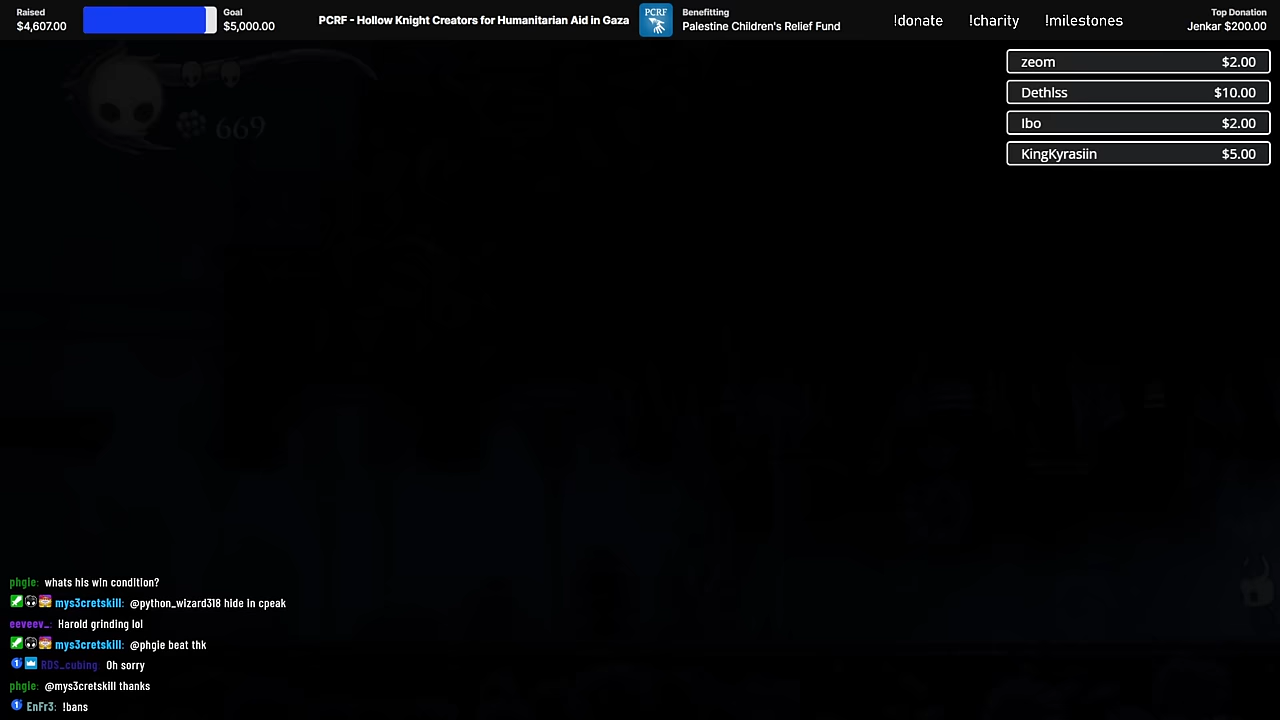 Raised
$4,607.00
Goal
$5,000.00
PCRF - Hollow Knight Creators for Humanitarian Aid in Gaza
PCRF
Benefitting
Palestine Children's Relief Fund
!donate
!charity
!milestones
Top Donation
Jenkar $200.00
669
zeom $2.00
Dethlss $10.00
Ibo $2.00
KingKyrasiin $5.00
phgie: whats his win condition?
mys3cretskill: @python_wizard318 hide in cpeak
eeveev_: Harold grinding lol
mys3cretskill: @phgie beat thk
RDS_cubing: Oh sorry
phgie: @mys3cretskill thanks
EnFr3: !bans